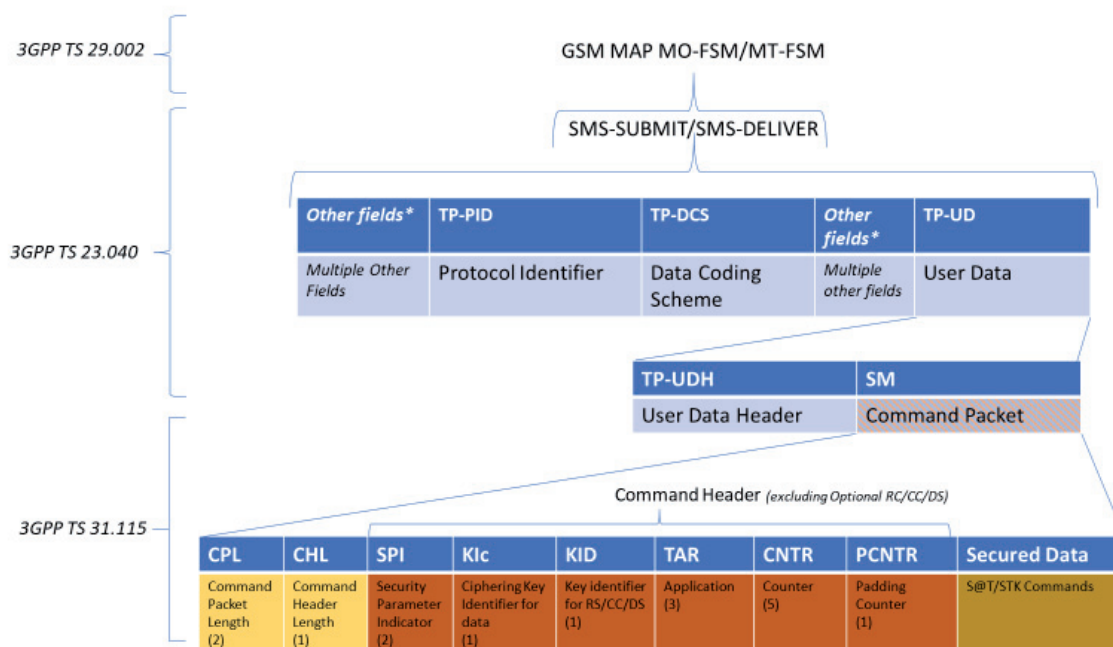 3GPP TS 29.002
GSM MAP MO-FSM/MT-FSM
SMS-SUBMIT/SMS-DELIVER
3GPP TS 23.040
Other fields*
TP-PID
TP-DCS
Other
fields*
TP-UD
Multiple Other
Fields
Protocol Identifier
Data Coding
Scheme
Multiple
other fields
User Data
TP-UDH
SM
User Data Header
Command Packet
3GPP TS 31.115
Command Header (excluding Optional RC/CC/DS)
CPL
CHL
SPI
KIc
KID
TAR
CNTR
PCNTR
Secured Data
Command
Packet
Length
(2)
Command
Header
Length
(1)
Security
Parameter
Indicator
(2)
Ciphering Key
Identifier for
data
(1)
Key identifier
for RS/CC/DS
(1)
Application
(3)
Counter
(5)
Padding
Counter
(1)
S@T/STK Commands